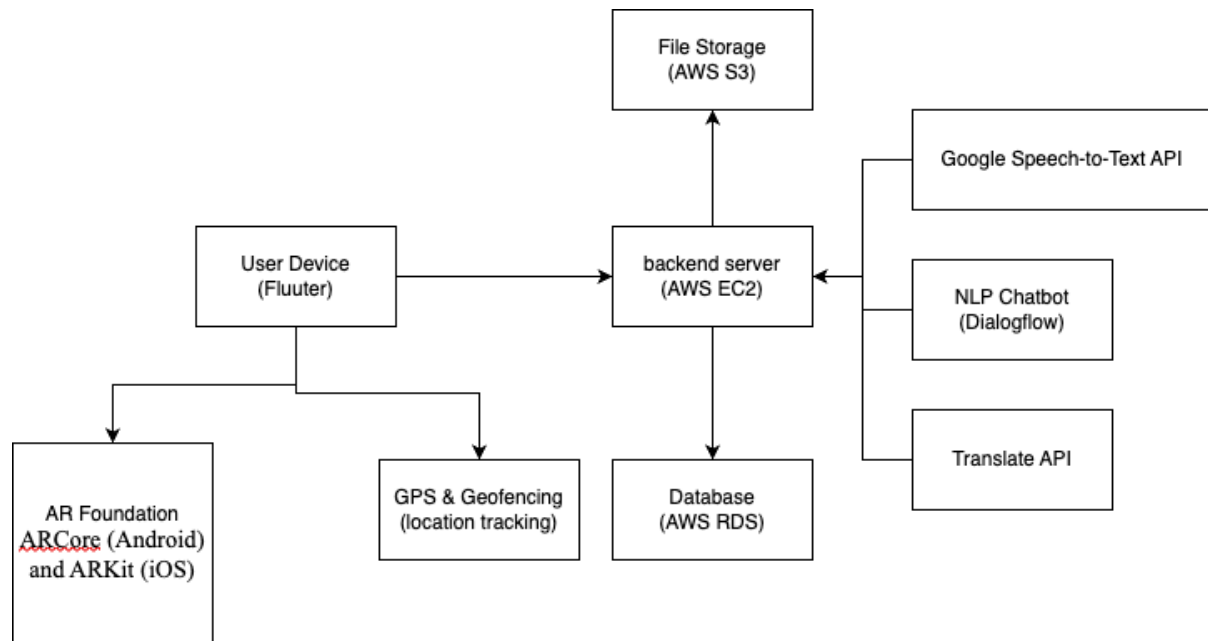 File Storage
(AWS S3)
Google Speech-to-Text API
User Device
(Fluuter)
backend server
(AWS EC2)
NLP Chatbot
(Dialogflow)
AR Foundation
ARCore (Android)
and ARKit (iOS)
GPS & Geofencing
(location tracking)
Database
(AWS RDS)
Translate API